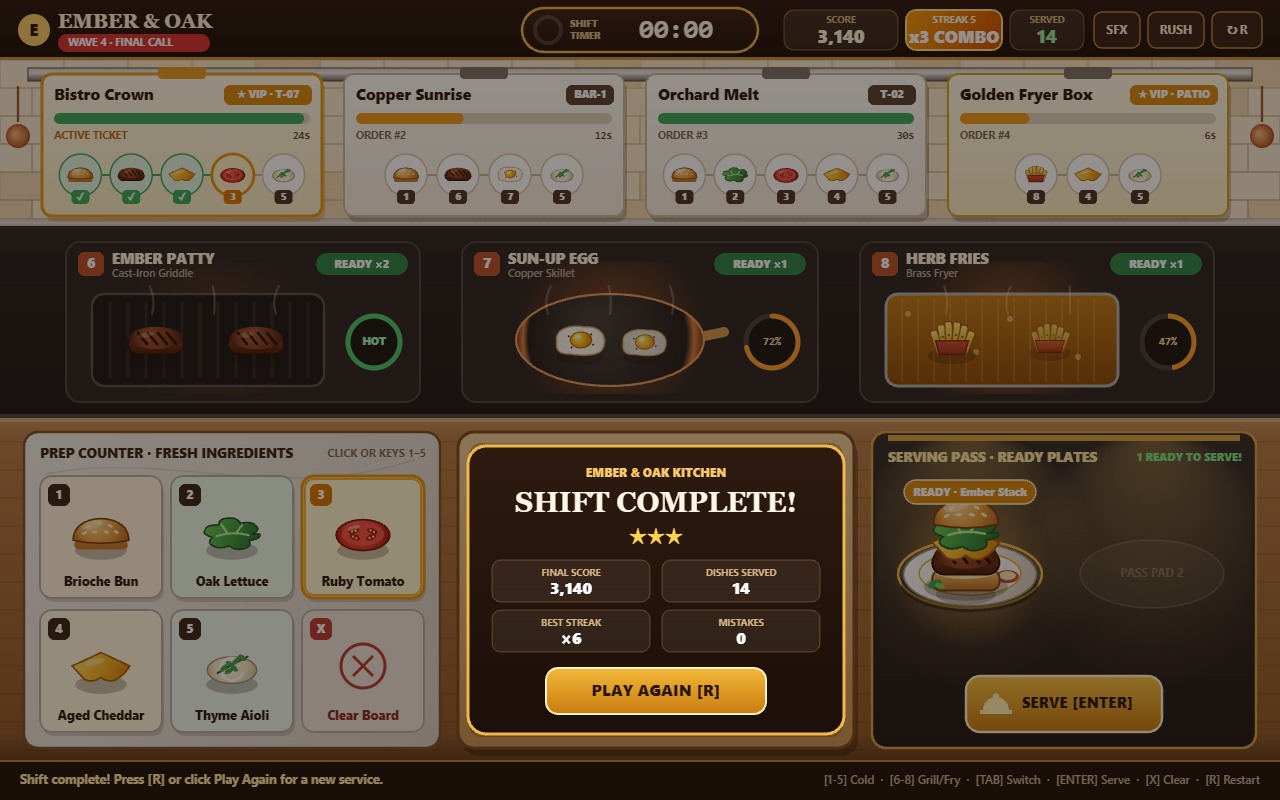 E
EMBER & OAK
WAVE 4 · FINAL CALL
SHIFT TIMER
00:00
SCORE
3,140
STREAK 5
x3 COMBO
SERVED
14
SFX
RUSH
↻ R
Bistro Crown
★ VIP · T-07
ACTIVE TICKET
24s
✓ ✓ ✓ 3 5
Copper Sunrise
BAR-1
ORDER #2
12s
1 6 7 5
Orchard Melt
T-02
ORDER #3
30s
1 2 3 4 5
Golden Fryer Box
★ VIP · PATIO
ORDER #4
6s
8 4 5
6
EMBER PATTY
Cast-Iron Griddle
READY ×2
HOT
7
SUN-UP EGG
Copper Skillet
READY ×1
72%
8
HERB FRIES
Brass Fryer
READY ×1
47%
PREP COUNTER · FRESH INGREDIENTS
CLICK OR KEYS 1–5
1
Brioche Bun
2
Oak Lettuce
3
Ruby Tomato
4
Aged Cheddar
5
Thyme Aioli
X
Clear Board
EMBER & OAK KITCHEN
SHIFT COMPLETE!
★★★
FINAL SCORE
3,140
DISHES SERVED
14
BEST STREAK
×6
MISTAKES
0
PLAY AGAIN [R]
SERVING PASS · READY PLATES
1 READY TO SERVE!
READY · Ember Stack
PASS PAD 2
SERVE [ENTER]
Shift complete! Press [R] or click Play Again for a new service.
[1-5] Cold · [6-8] Grill/Fry · [TAB] Switch · [ENTER] Serve · [X] Clear · [R] Restart